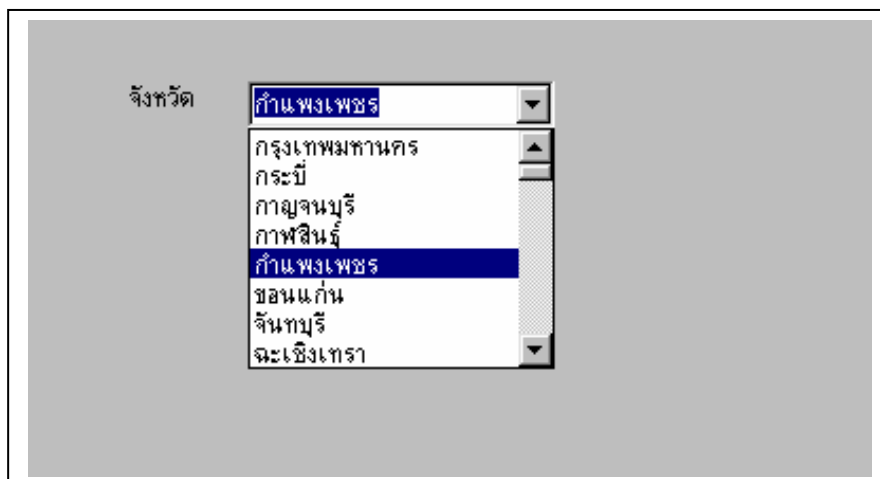 จังหวัด
กำแพงเพชร
กรุงเทพมหานคร
กระบี่
กาญจนบุรี
กาฬสินธุ์
กำแพงเพชร
ขอนแก่น
จันทบุรี
ฉะเชิงเทรา